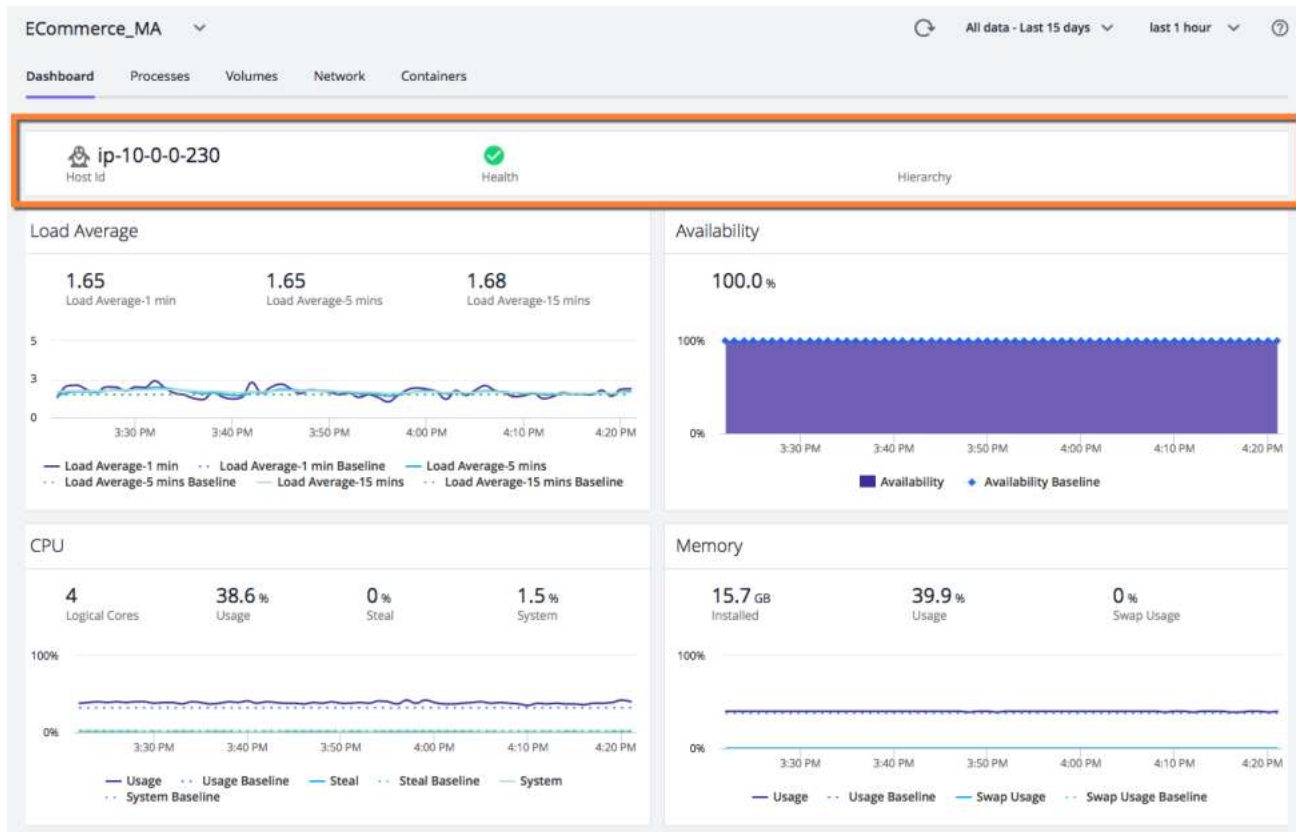 ECommerce_MA
All data - Last 15 days last 1 hour
Dashboard Processes Volumes Network Containers
ip-10-0-0-230
Host Id Health Hierarchy
Load Average
1.65 1.65 1.68
Load Average-1 min Load Average-5 mins Load Average-15 mins
5
3
0
3:30 PM 3:40 PM 3:50 PM 4:00 PM 4:10 PM 4:20 PM
Load Average-1 min Load Average-1 min Baseline Load Average-5 mins
Load Average-5 mins Baseline Load Average-15 mins Load Average-15 mins Baseline
Availability
100.0 %
100%
0%
3:30 PM 3:40 PM 3:50 PM 4:00 PM 4:10 PM 4:20 PM
Availability Availability Baseline
CPU
4 38.6 % 0 % 1.5 %
Logical Cores Usage Steal System
100%
0%
3:30 PM 3:40 PM 3:50 PM 4:00 PM 4:10 PM 4:20 PM
Usage Usage Baseline Steal Steal Baseline System
System Baseline
Memory
15.7 GB 39.9 % 0 %
Installed Usage Swap Usage
100%
0%
3:30 PM 3:40 PM 3:50 PM 4:00 PM 4:10 PM 4:20 PM
Usage Usage Baseline Swap Usage Swap Usage Baseline